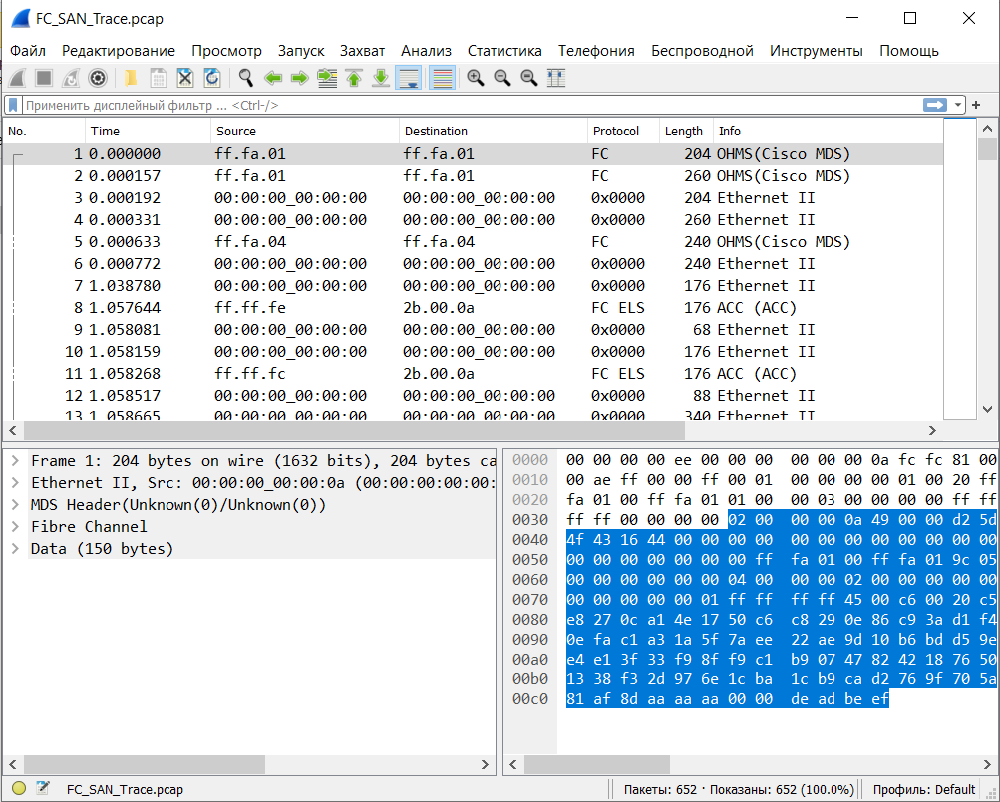 FC_SAN_Trace.pcap
Файл Редактирование Просмотр Запуск Захват Анализ Статистика Телефония Беспроводной Инструменты Помощь
Применить дисплейный фильтр ... <Ctrl-/>
No. Time Source Destination Protocol Length Info
1 0.000000 ff.fa.01 ff.fa.01 FC 204 OHMS(Cisco MDS)
2 0.000157 ff.fa.01 ff.fa.01 FC 260 OHMS(Cisco MDS)
3 0.000192 00:00:00_00:00:00 00:00:00_00:00:00 0x0000 204 Ethernet II
4 0.000331 00:00:00_00:00:00 00:00:00_00:00:00 0x0000 260 Ethernet II
5 0.000633 ff.fa.04 ff.fa.04 FC 240 OHMS(Cisco MDS)
6 0.000772 00:00:00_00:00:00 00:00:00_00:00:00 0x0000 240 Ethernet II
7 1.038780 00:00:00_00:00:00 00:00:00_00:00:00 0x0000 176 Ethernet II
8 1.057644 ff.ff.fe 2b.00.0a FC ELS 176 ACC (ACC)
9 1.058081 00:00:00_00:00:00 00:00:00_00:00:00 0x0000 68 Ethernet II
10 1.058159 00:00:00_00:00:00 00:00:00_00:00:00 0x0000 176 Ethernet II
11 1.058268 ff.ff.fc 2b.00.0a FC ELS 176 ACC (ACC)
12 1.058517 00:00:00_00:00:00 00:00:00_00:00:00 0x0000 88 Ethernet II
13 1.058665 00:00:00_00:00:00 00:00:00_00:00:00 0x0000 340 Ethernet II
Frame 1: 204 bytes on wire (1632 bits), 204 bytes ca
Ethernet II, Src: 00:00:00_00:00:0a (00:00:00:00:00:
MDS Header(Unknown(0)/Unknown(0))
Fibre Channel
Data (150 bytes)
0000 00 00 00 00 ee 00 00 00 00 00 00 0a fc fc 81 00
0010 00 ae ff 00 00 ff 00 01 00 00 00 00 01 00 20 ff
0020 fa 01 00 ff fa 01 01 00 00 03 00 00 00 00 ff ff
0030 ff ff 00 00 00 00 02 00 00 00 0a 49 00 00 d2 5d
0040 4f 43 16 44 00 00 00 00 00 00 00 00 00 00 00 00
0050 00 00 00 00 00 00 00 ff fa 01 00 ff fa 01 9c 05
0060 00 00 00 00 00 00 04 00 00 00 02 00 00 00 00 00
0070 00 00 00 00 00 01 ff ff ff ff 45 00 c6 00 20 c5
0080 e8 27 0c a1 4e 17 50 c6 c8 29 0e 86 c9 3a d1 f4
0090 0e fa c1 a3 1a 5f 7a ee 22 ae 9d 10 b6 bd d5 9e
00a0 e4 e1 3f 33 f9 8f f9 c1 b9 07 47 82 42 18 76 50
00b0 13 38 f3 2d 97 6e 1c ba 1c b9 ca d2 76 9f 70 5a
00c0 81 af 8d aa aa aa 00 00 de ad be ef
FC_SAN_Trace.pcap Пакеты: 652 · Показаны: 652 (100.0%) Профиль: Default